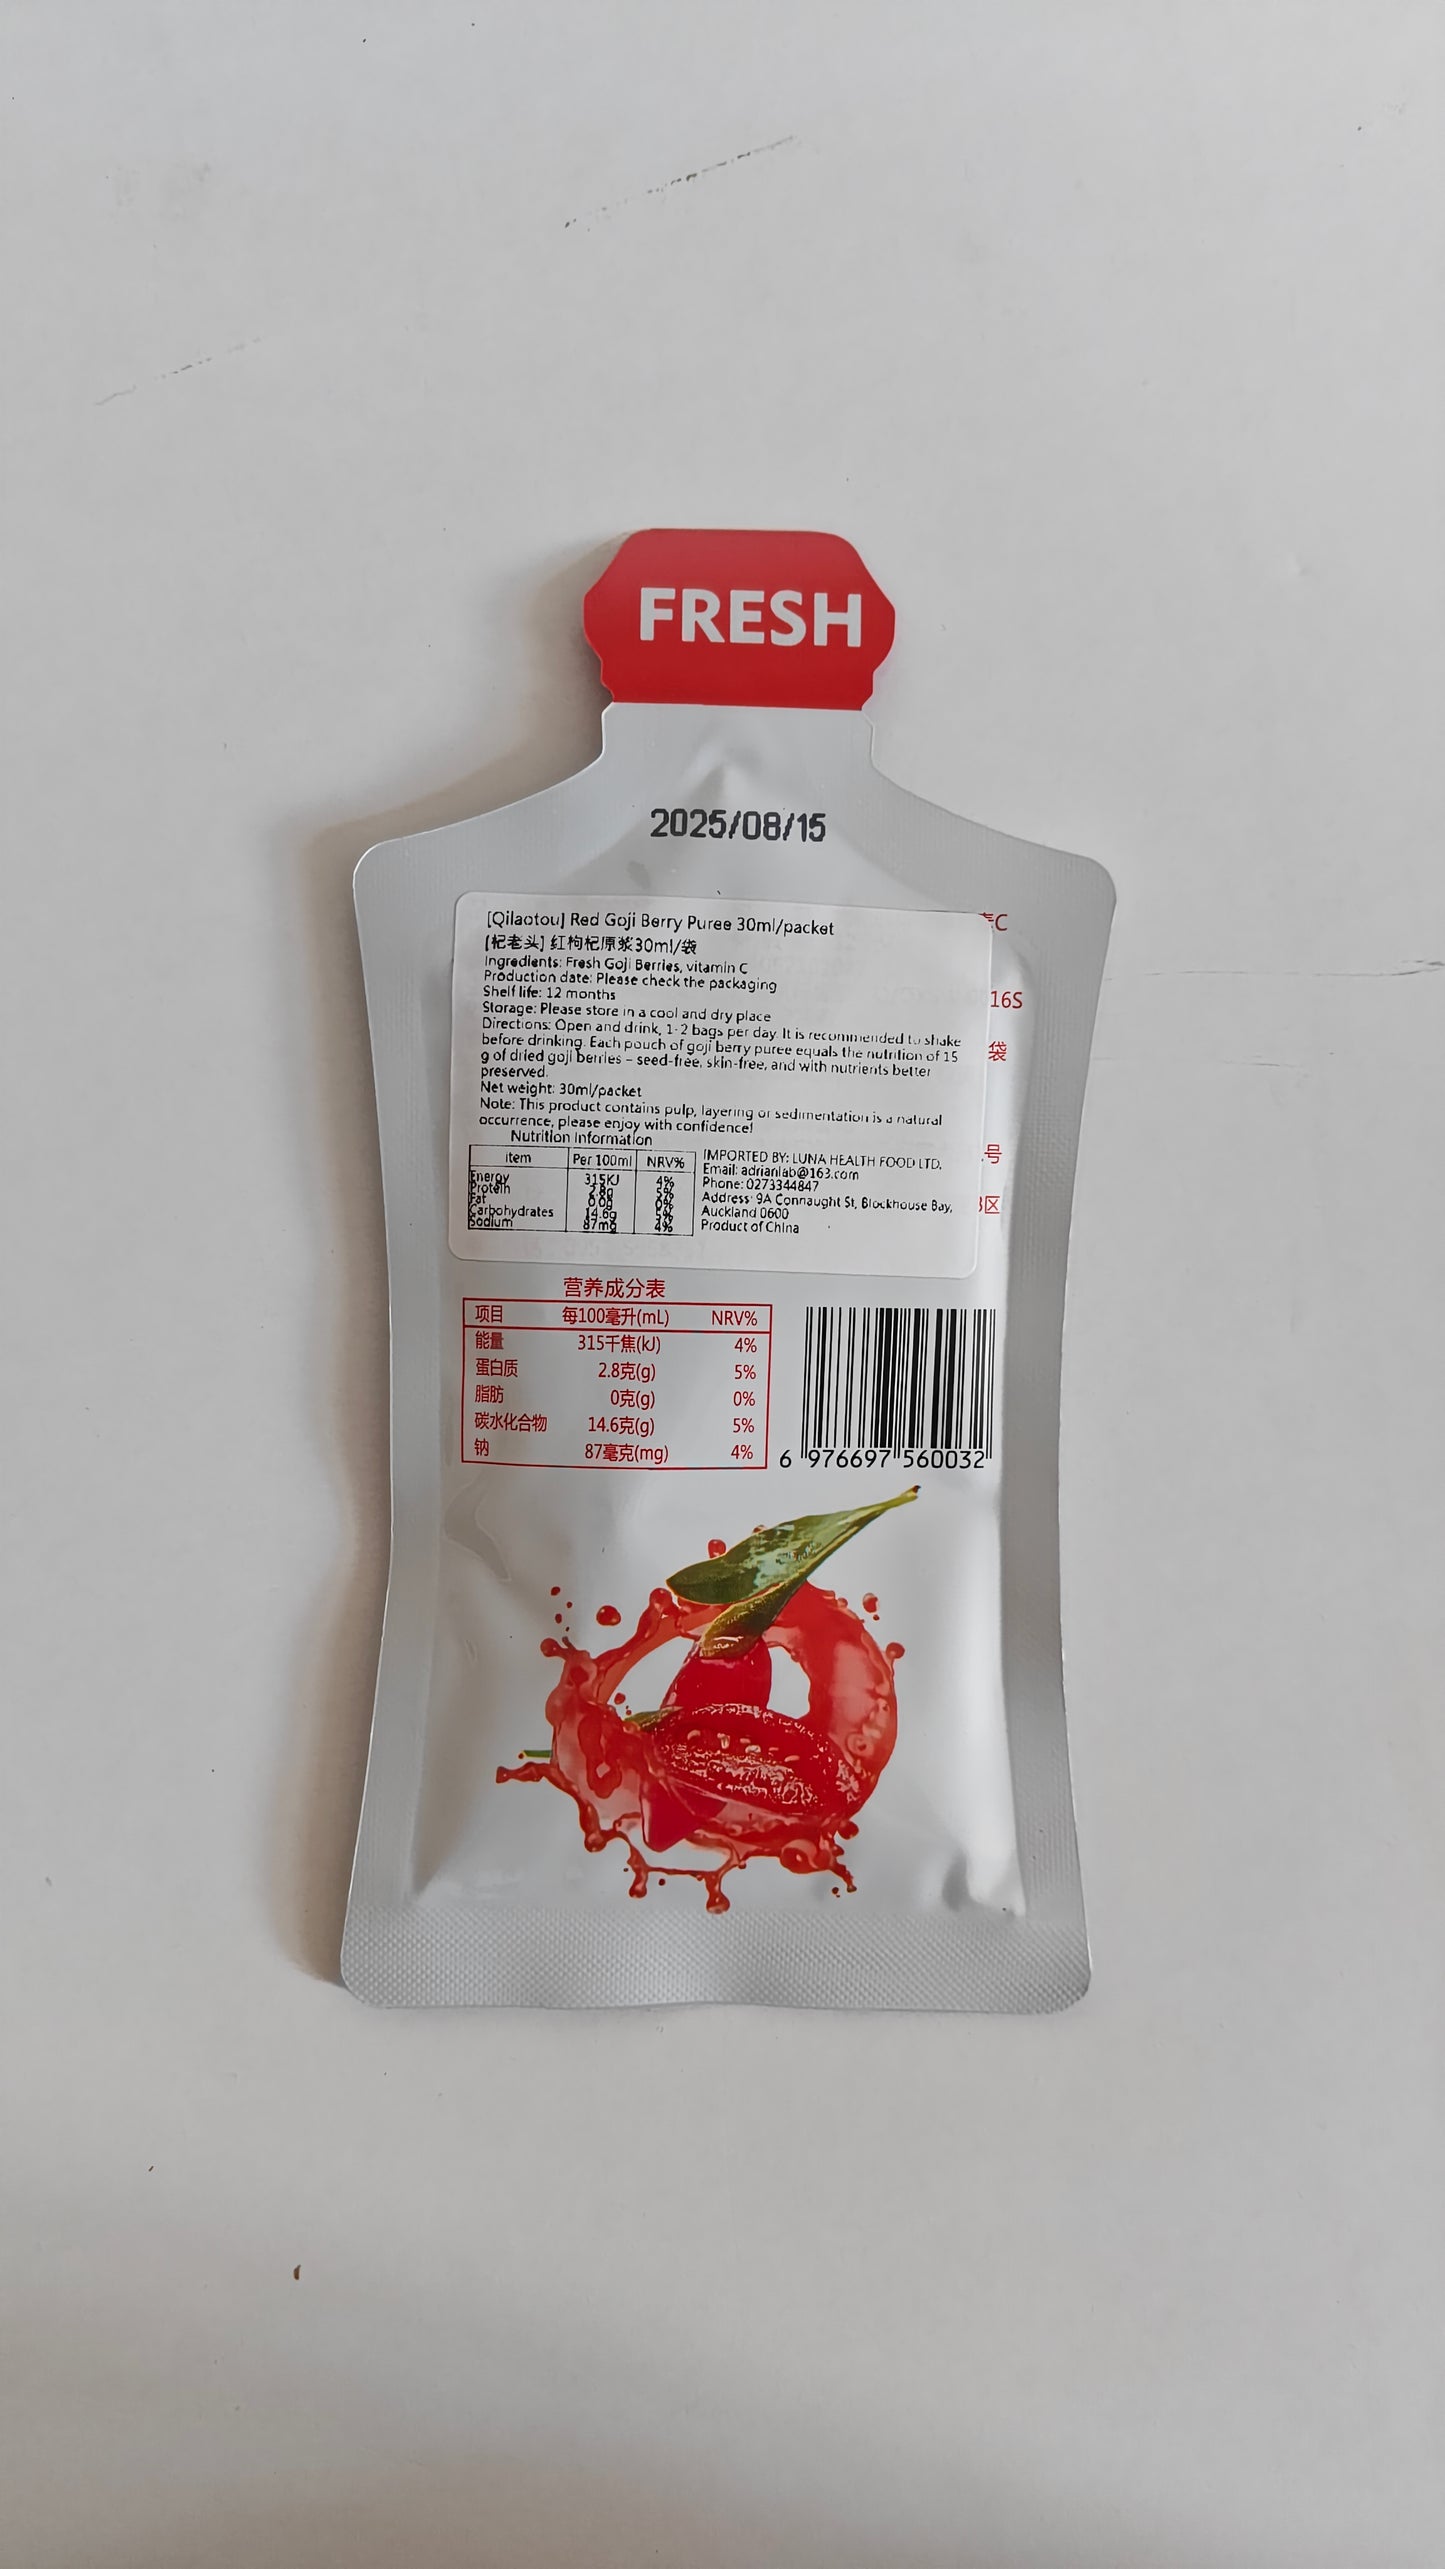 FRESH
2025/08/15
[Qilaotou] Red Goji Berry Puree 30ml/packet
[杞老头] 红枸杞原浆30ml/袋
Ingredients: Fresh Goji Berries, vitamin C
Production date: Please check the packaging
Shelf life: 12 months
Storage: Please store in a cool and dry place
Directions: Open and drink, 1-2 bags per day. It is recommended to shake
before drinking. Each pouch of goji berry puree equals the nutrition of 15
g of dried goji berries – seed-free, skin-free, and with nutrients better
preserved.
Net weight: 30ml/packet
Note: This product contains pulp, layering or sedimentation is a natural
occurrence, please enjoy with confidence!
Nutrition Information
item Per 100ml NRV%
Energy 315KJ 4%
Protein 2.8g 5%
Fat 0.0g 0%
Carbohydrates 14.6g 5%
Sodium 87mg 4%
IMPORTED BY: LUNA HEALTH FOOD LTD.
Email: adrianlab@163.com
Phone: 0273344847
Address: 9A Connaught St, Blockhouse Bay,
Auckland 0600
Product of China
C
16S
袋
号
区
营养成分表
项目 每100毫升(mL) NRV%
能量 315千焦(kJ) 4%
蛋白质 2.8克(g) 5%
脂肪 0克(g) 0%
碳水化合物 14.6克(g) 5%
钠 87毫克(mg) 4%
6 976697 560032